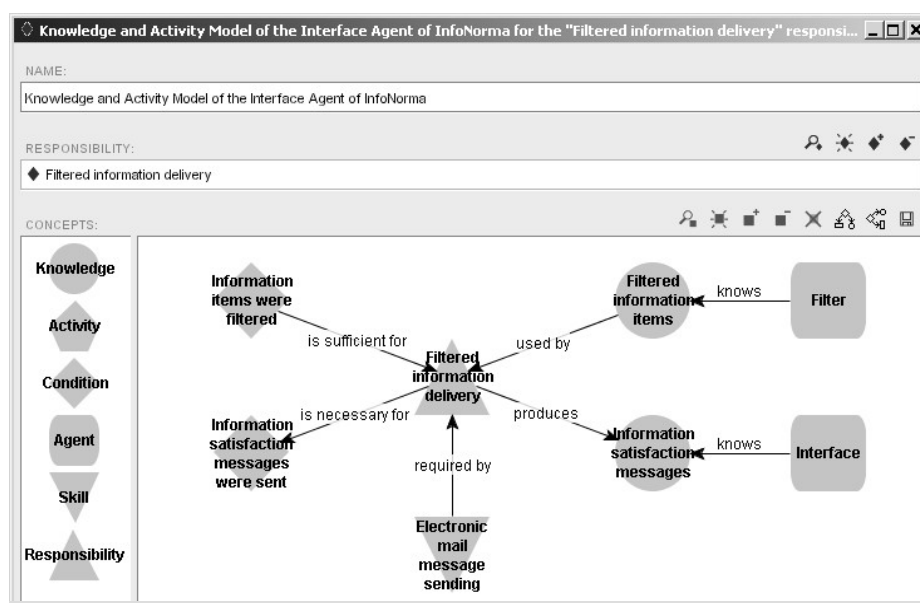 Knowledge and Activity Model of the Interface Agent of InfoNorma for the "Filtered information delivery" responsi...
NAME:
Knowledge and Activity Model of the Interface Agent of InfoNorma
RESPONSIBILITY:
Filtered information delivery
CONCEPTS:
Knowledge
Activity
Condition
Agent
Skill
Responsibility
Information
items were
filtered
Filtered
information
items
knows
Filter
is sufficient for
used by
Filtered
information
delivery
is necessary for
produces
Information
satisfaction
messages
were sent
Information
satisfaction
messages
knows
Interface
required by
Electronic
mail
message
sending